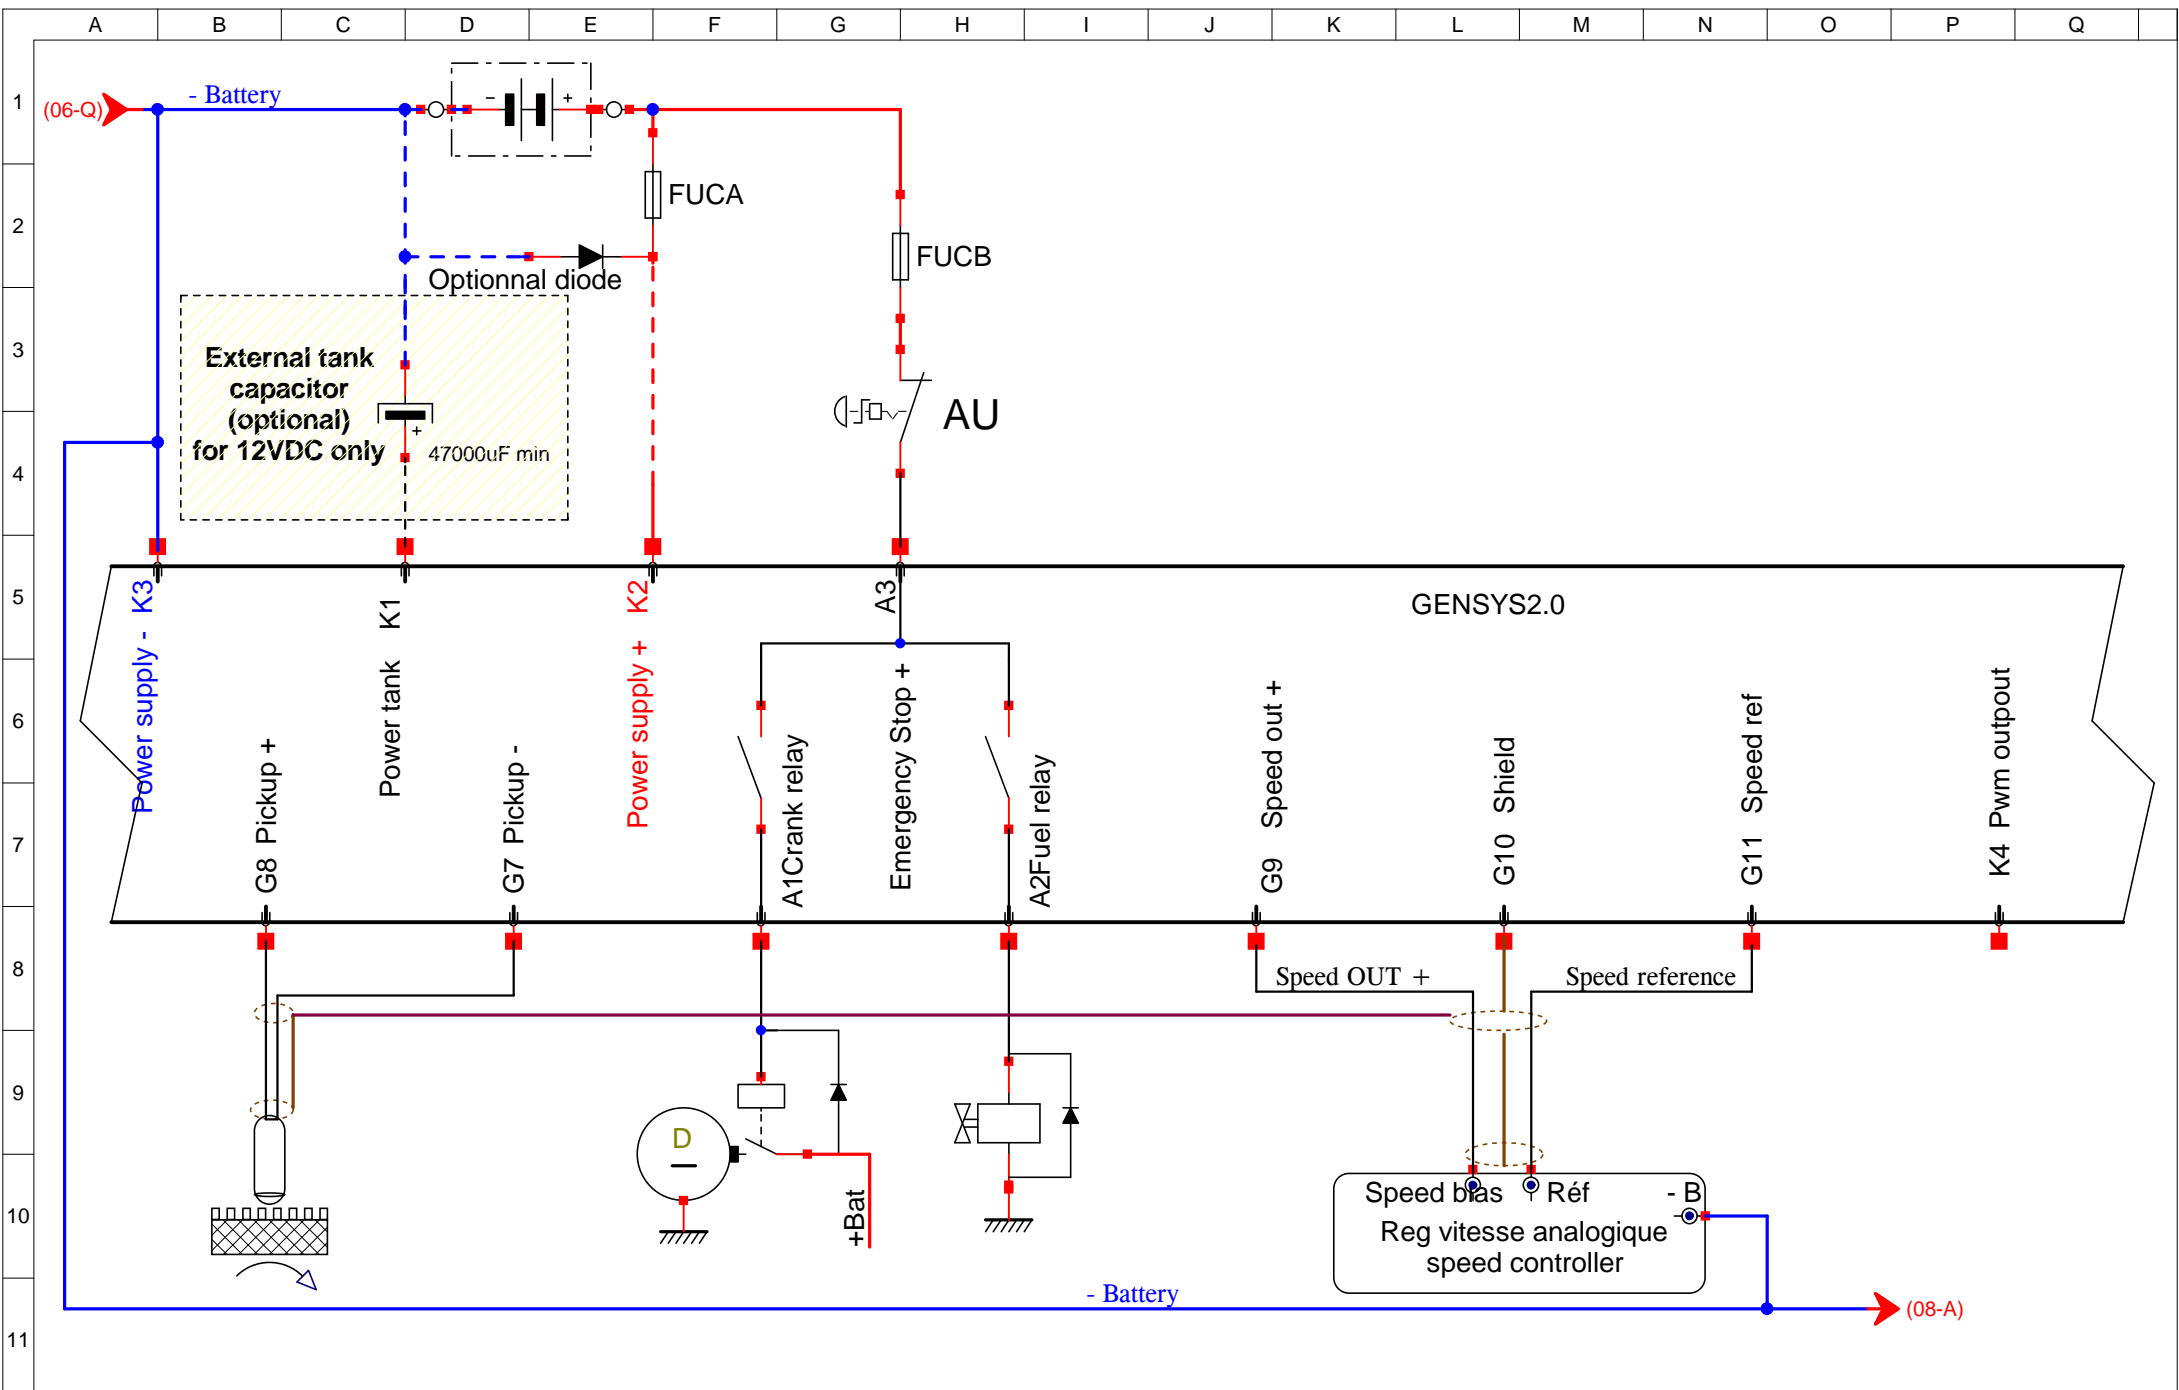 A B C D E F G H I J K L M N O P Q
1
(06-Q)
- Battery
- +
2
FUCA
FUCB
Optionnal diode
3
External tank
capacitor
(optional)
for 12VDC only
+
47000uF min
AU
4
5
Power supply - K3
Power tank K1
Power supply + K2
A3
Emergency Stop +
GENSYS2.0
6
7
G8 Pickup +
G7 Pickup -
A1Crank relay
A2Fuel relay
G9 Speed out +
G10 Shield
G11 Speed ref
K4 Pwm outpout
8
Speed OUT +
Speed reference
9
D
10
+Bat
Speed bias
Réf
- B
Reg vitesse analogique
speed controller
- Battery
(08-A)
11